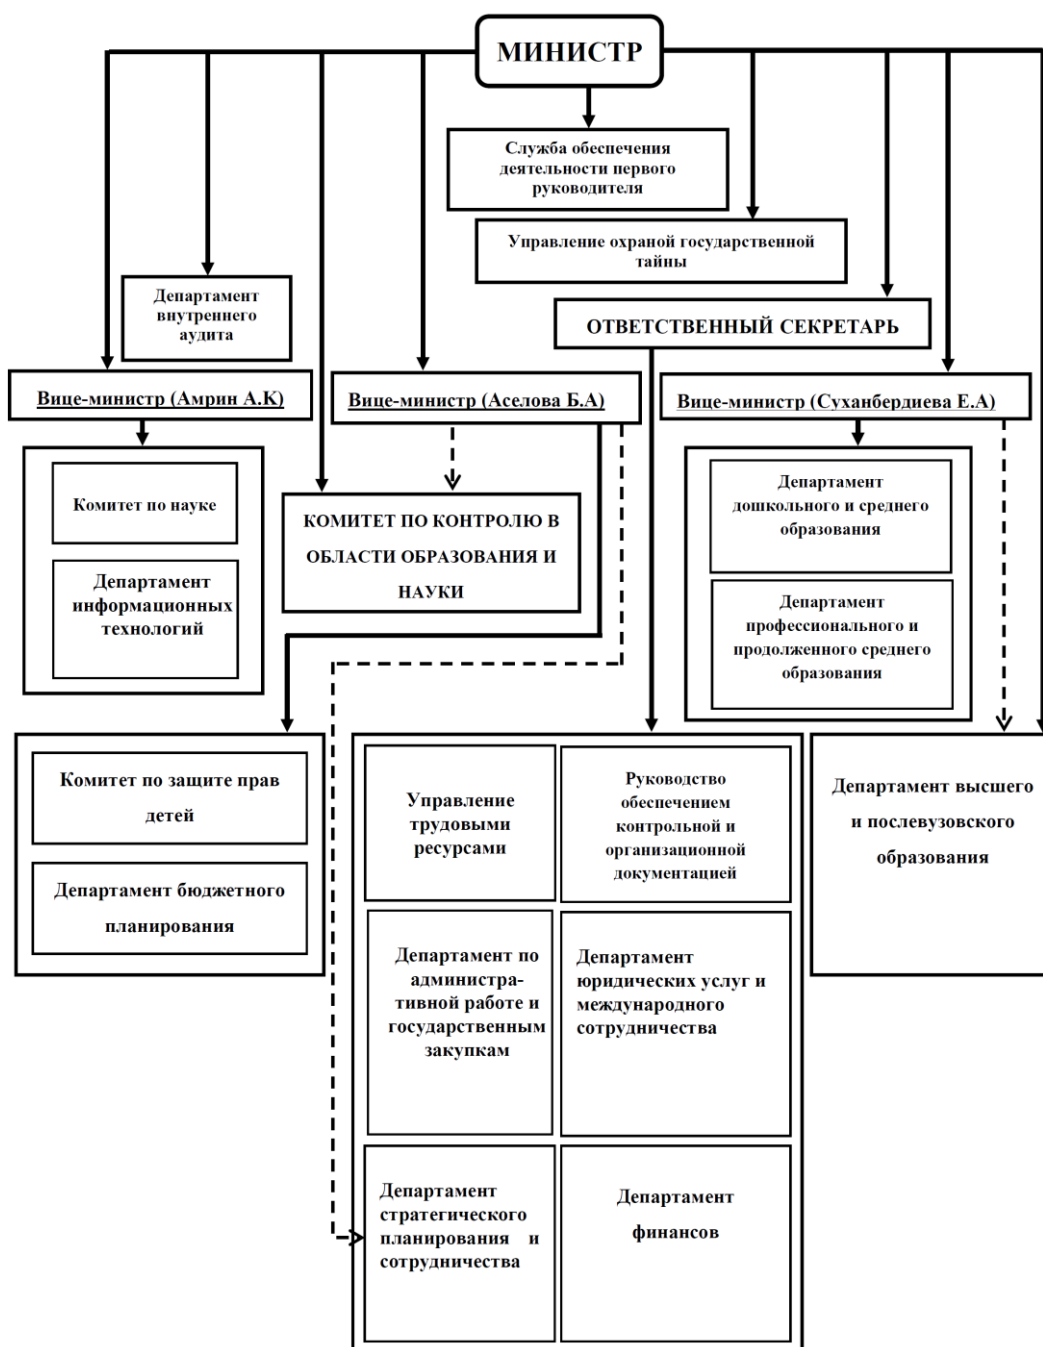 МИНИСТР
Служба обеспечения
деятельности первого
руководителя
Управление охраной государственной
тайны
Департамент
внутреннего
аудита
ОТВЕТСТВЕННЫЙ СЕКРЕТАРЬ
Вице-министр (Амрин А.К)
Вице-министр (Аселова Б.А)
Вице-министр (Суханбердиева Е.А)
Комитет по науке
Департамент
информационных
технологий
КОМИТЕТ ПО КОНТРОЛЮ В
ОБЛАСТИ ОБРАЗОВАНИЯ И
НАУКИ
Департамент
дошкольного и среднего
образования
Департамент
профессионального и
продолженного среднего
образования
Комитет по защите прав
детей
Департамент бюджетного
планирования
Управление
трудовыми
ресурсами
Руководство
обеспечением
контрольной и
организационной
документацией
Департамент по
администра-
тивной работе и
государственным
закупкам
Департамент
юридических услуг и
международного
сотрудничества
Департамент
стратегического
планирования и
сотрудничества
Департамент
финансов
Департамент высшего
и послевузовского
образования